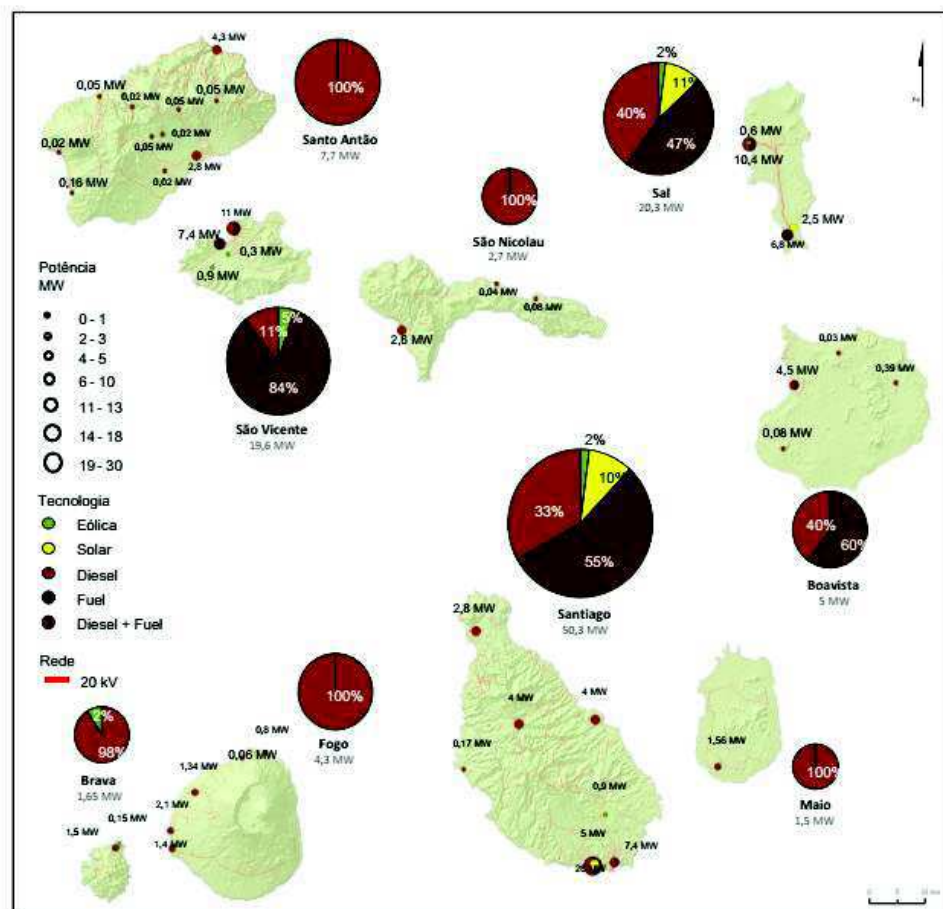 4,3 MW
0,05 MW
0,02 MW
0,05 MW
0,05 MW
0,02 MW
0,05 MW
0,02 MW
2,8 MW
0,02 MW
0,16 MW
100%
Santo Antão
7,7 MW
2%
11%
40%
47%
Sal
20,3 MW
0,6 MW
10,4 MW
2,5 MW
6,8 MW
100%
São Nicolau
2,7 MW
0,04 MW
0,08 MW
11 MW
7,4 MW
0,3 MW
0,9 MW
5%
11%
84%
São Vicente
19,6 MW
Potência
MW
0 - 1
2 - 3
4 - 5
6 - 10
11 - 13
14 - 18
19 - 30
Tecnologia
Eólica
Solar
Diesel
Fuel
Diesel + Fuel
Rede
20 kV
0,03 MW
4,5 MW
0,39 MW
0,08 MW
40%
60%
Boavista
5 MW
2%
10%
33%
55%
Santiago
50,3 MW
2,8 MW
4 MW
4 MW
0,17 MW
0,9 MW
5 MW
7,4 MW
1,56 MW
100%
Maio
1,5 MW
100%
Fogo
4,3 MW
0,8 MW
0,06 MW
1,34 MW
2,1 MW
1,4 MW
2%
98%
Brava
1,65 MW
0,15 MW
1,5 MW